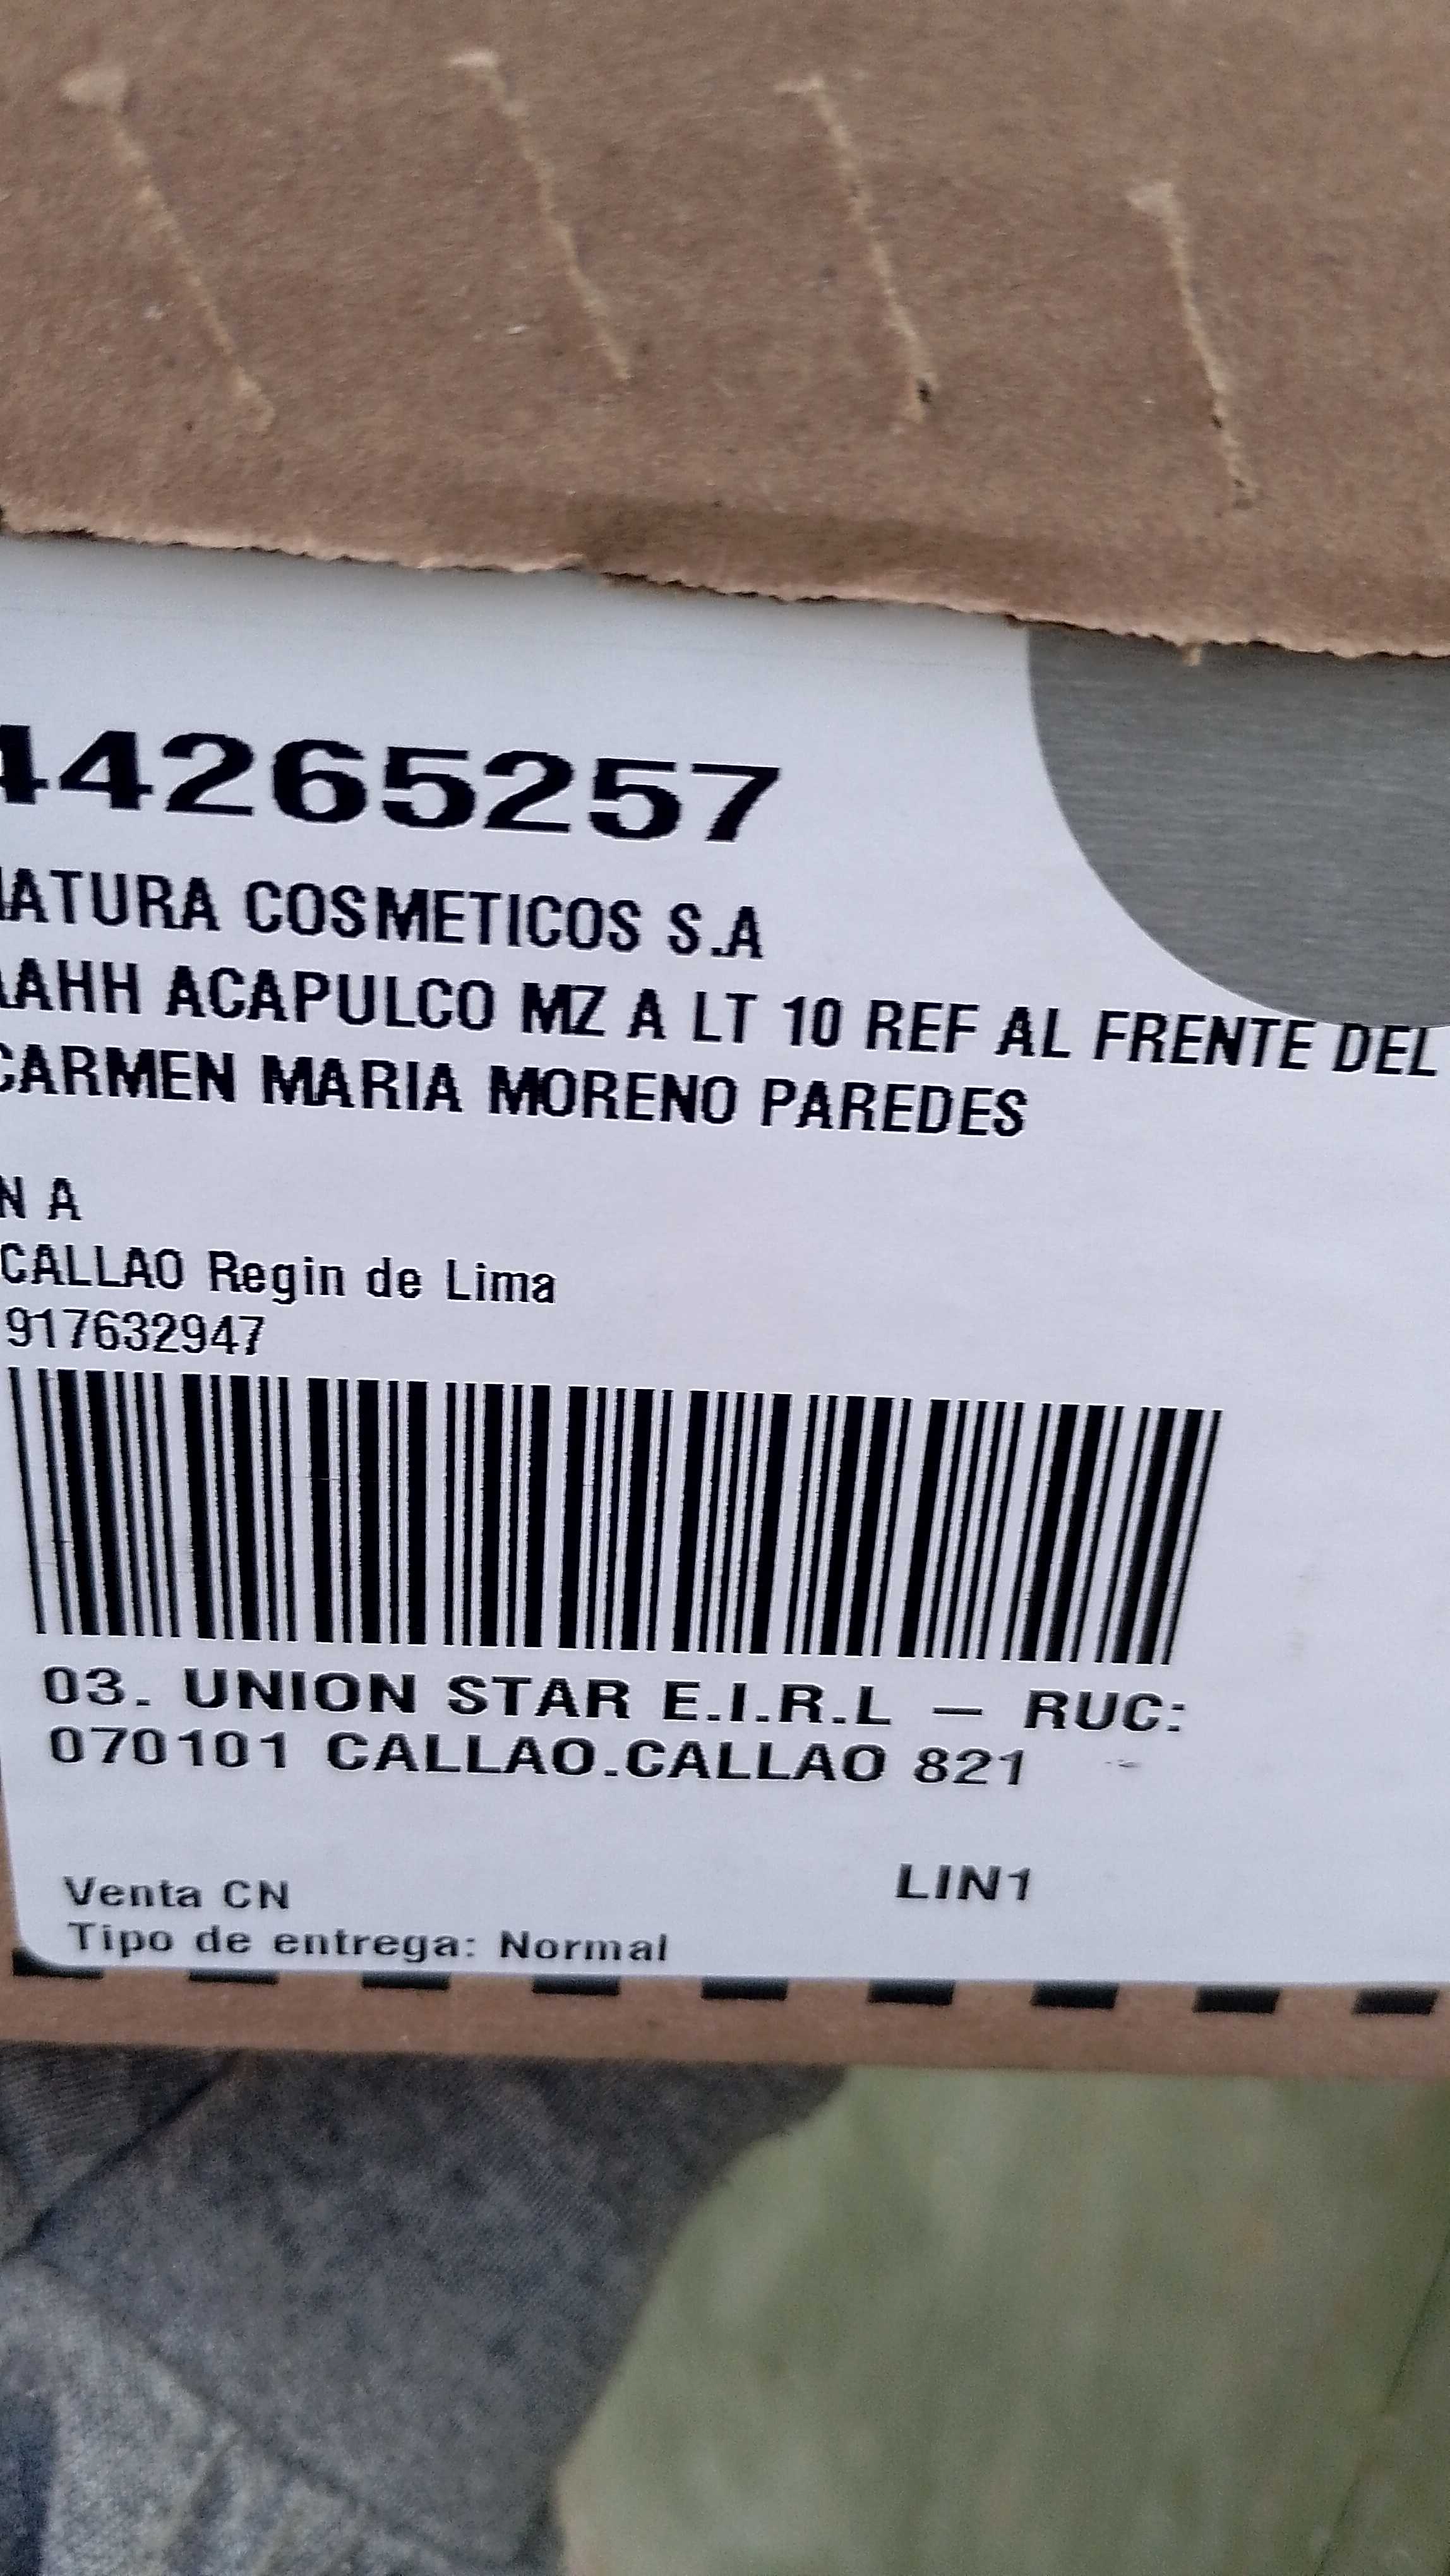 44265257
NATURA COSMETICOS S.A
AAHH ACAPULCO MZ A LT 10 REF AL FRENTE DEL
CARMEN MARIA MORENO PAREDES
N A
CALLAO Regin de Lima
917632947
03. UNION STAR E.I.R.L – RUC:
070101 CALLAO.CALLAO 821
Venta CN LIN1
Tipo de entrega: Normal